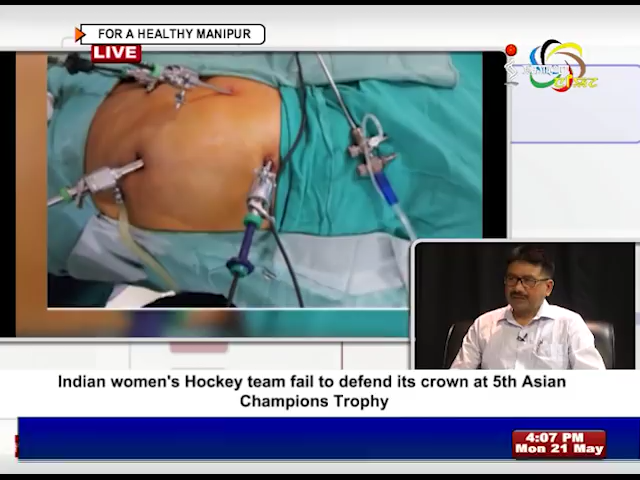 FOR A HEALTHY MANIPUR
LIVE
Indian women's Hockey team fail to defend its crown at 5th Asian
Champions Trophy
4:07 PM
Mon 21 May